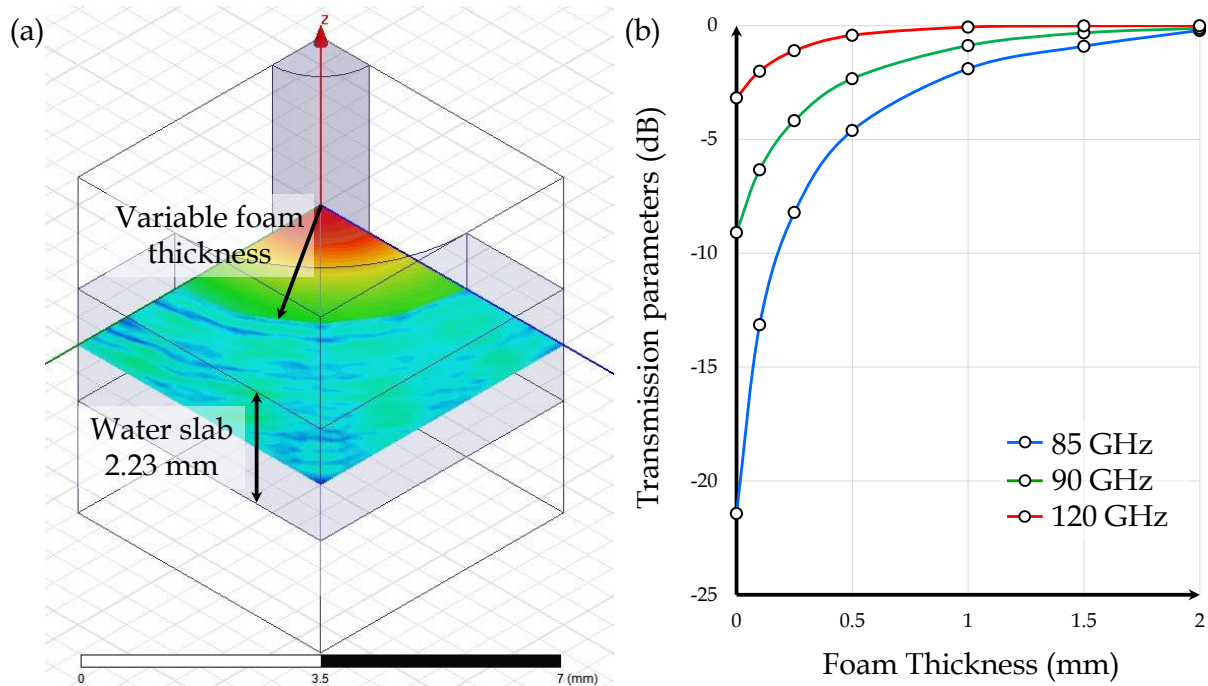 (a)
z
Variable foam
thickness
Water slab
2.23 mm
0
3.5
7 (mm)
(b)
Transmission parameters (dB)
0
-5
-10
-15
-20
-25
85 GHz
90 GHz
120 GHz
0
0.5
1
1.5
2
Foam Thickness (mm)